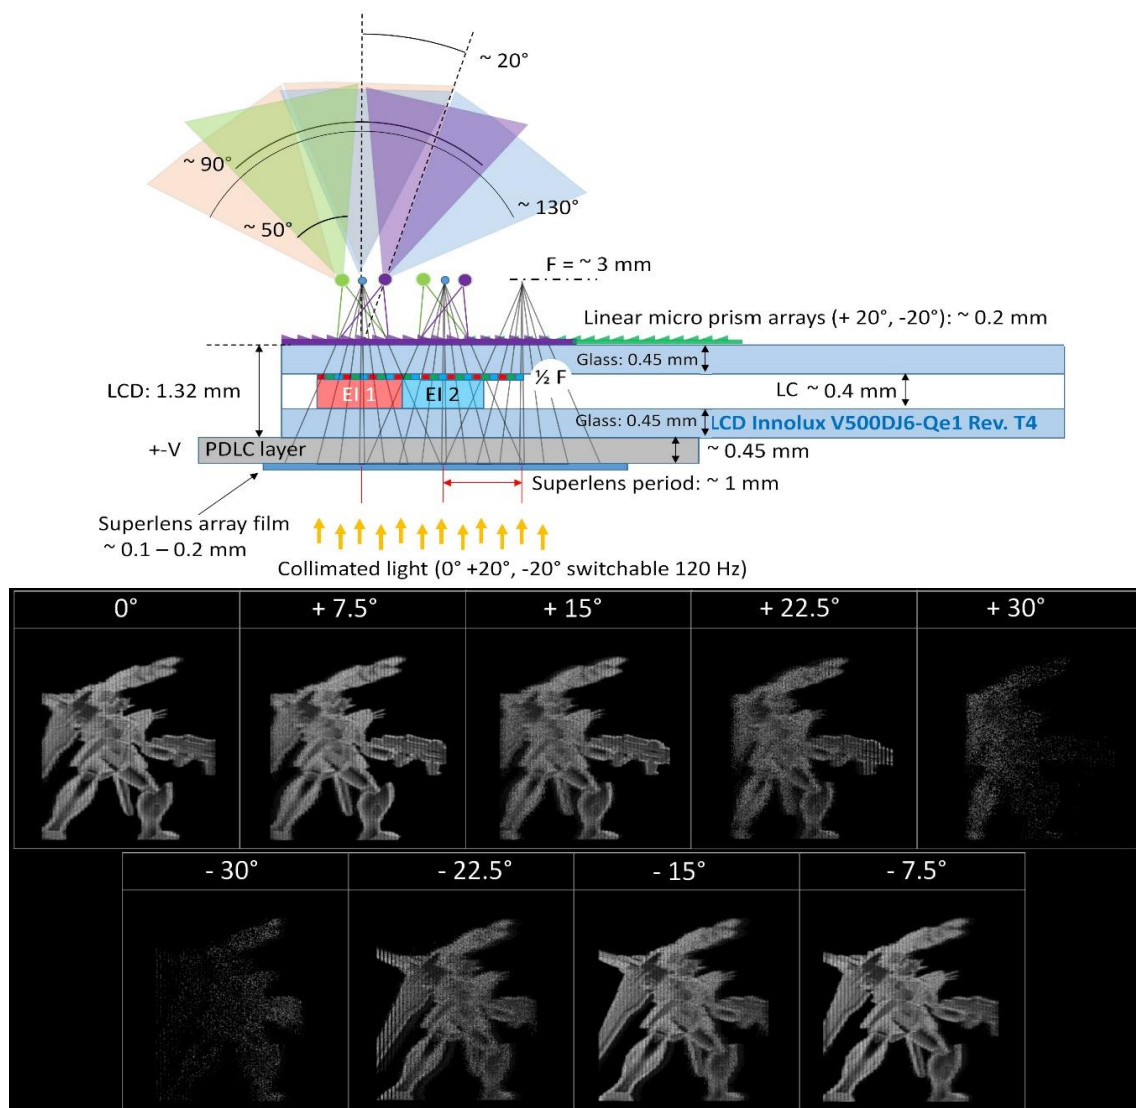 ~ 20°
~ 90°
~ 130°
~ 50°
F = ~ 3 mm
Linear micro prism arrays (+ 20°, -20°): ~ 0.2 mm
Glass: 0.45 mm
LCD: 1.32 mm
½ F
EI 1
EI 2
LC ~ 0.4 mm
Glass: 0.45 mm
LCD Innolux V500DJ6-Qe1 Rev. T4
+-V
PDLC layer
~ 0.45 mm
Superlens period: ~ 1 mm
Superlens array film
~ 0.1 – 0.2 mm
Collimated light (0° +20°, -20° switchable 120 Hz)
0°
+ 7.5°
+ 15°
+ 22.5°
+ 30°
- 30°
- 22.5°
- 15°
- 7.5°